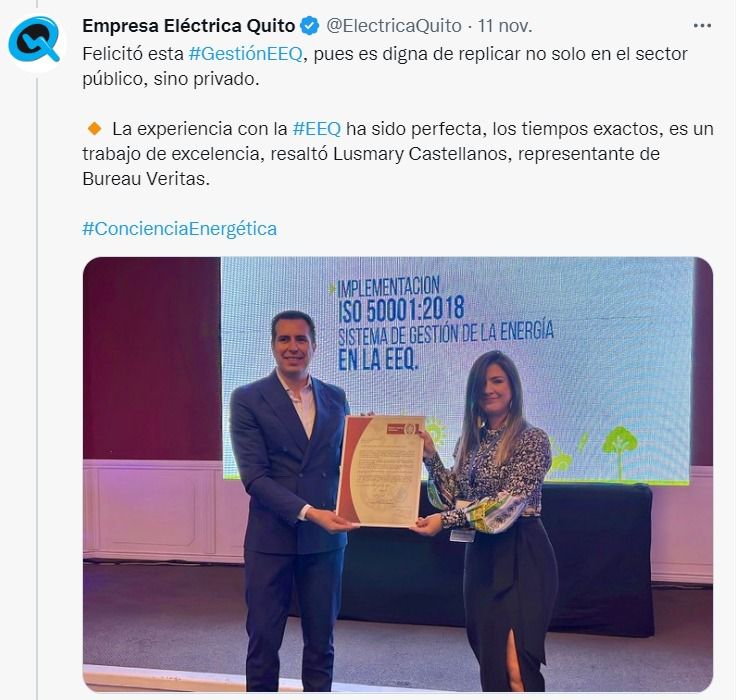 Empresa Eléctrica Quito @ElectricaQuito · 11 nov.
Felicitó esta #GestiónEEQ, pues es digna de replicar no solo en el sector
público, sino privado.
🔸 La experiencia con la #EEQ ha sido perfecta, los tiempos exactos, es un
trabajo de excelencia, resaltó Lusmary Castellanos, representante de
Bureau Veritas.
#ConcienciaEnergética
IMPLEMENTACION
ISO 50001:2018
SISTEMA DE GESTIÓN DE LA ENERGÍA
EN LA EEQ.